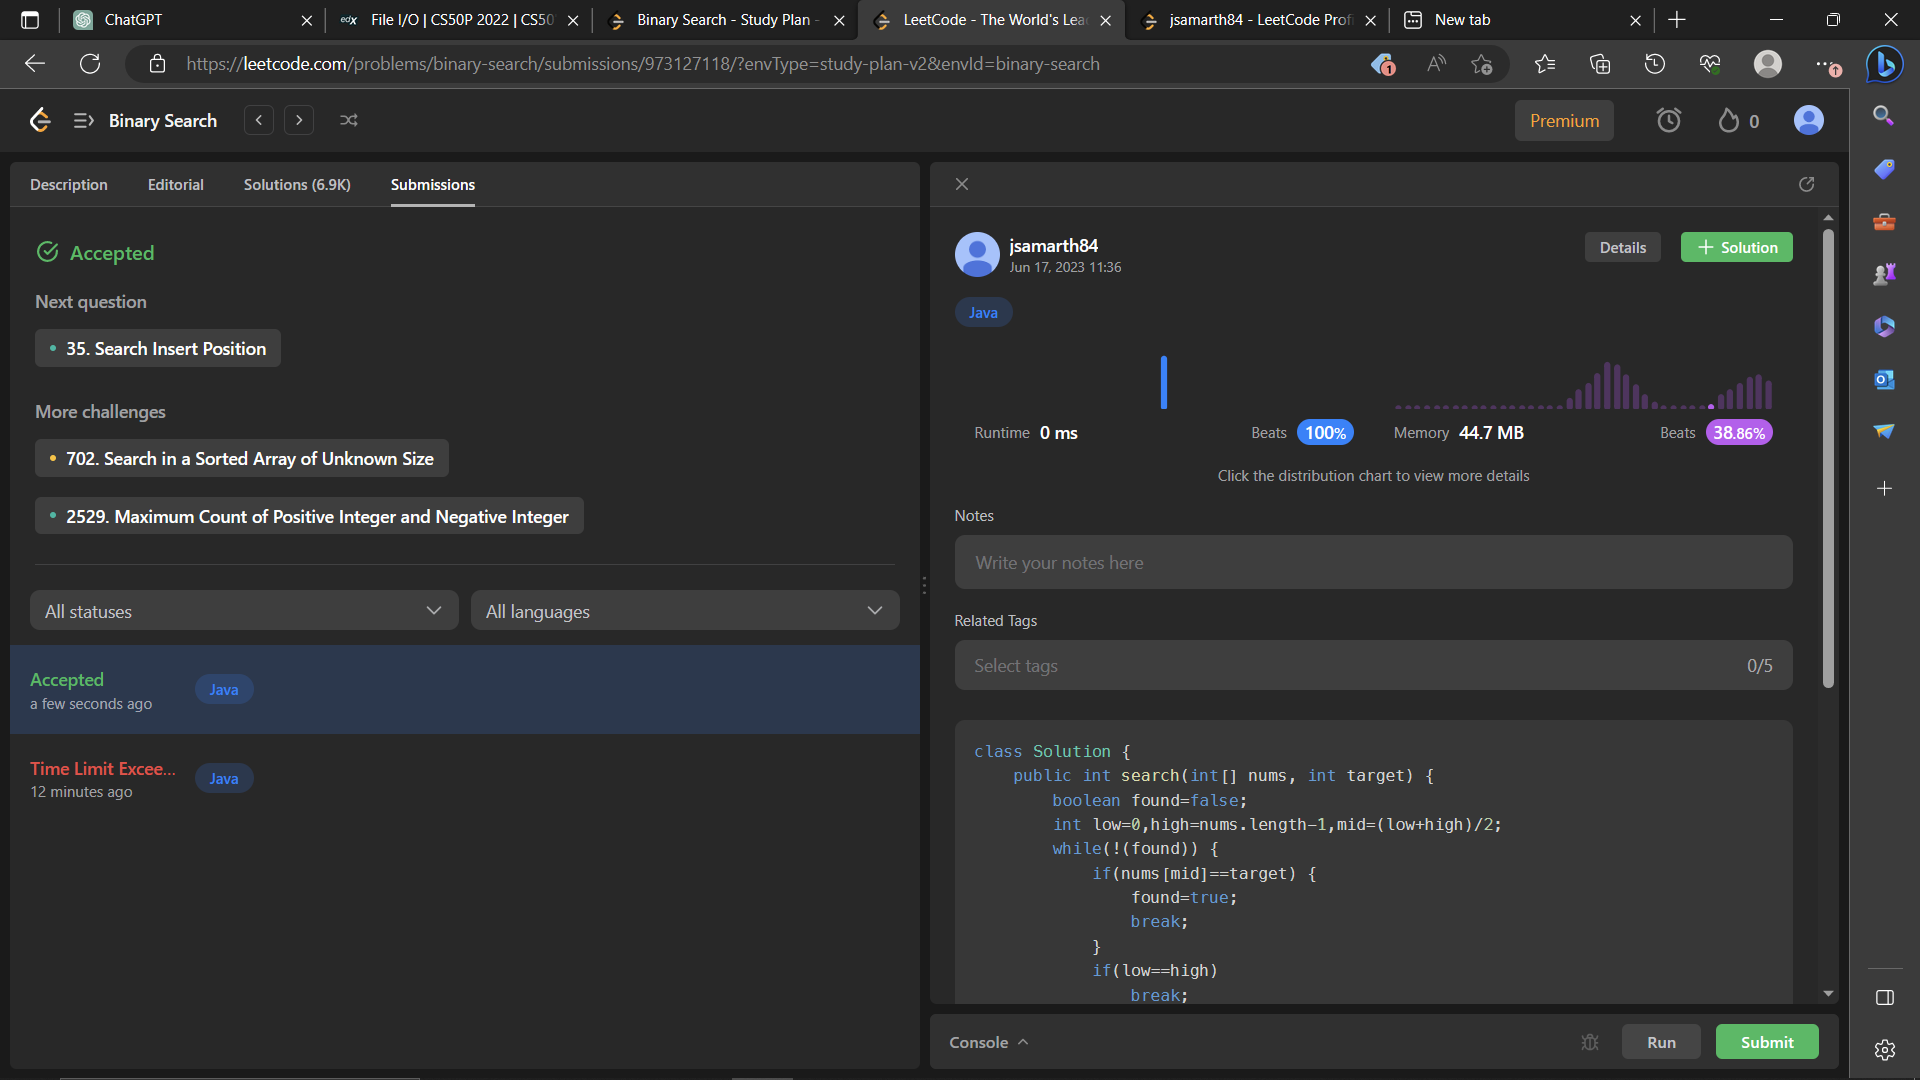 ChatGPT
edX File I/O | CS50P 2022 | CS50
Binary Search - Study Plan -
LeetCode - The World's Lea
jsamarth84 - LeetCode Profi
New tab
https://leetcode.com/problems/binary-search/submissions/973127118/?envType=study-plan-v2&envId=binary-search
1
Binary Search
Premium
0
Description
Editorial
Solutions (6.9K)
Submissions
Accepted
Next question
35. Search Insert Position
More challenges
702. Search in a Sorted Array of Unknown Size
2529. Maximum Count of Positive Integer and Negative Integer
All statuses
All languages
Accepted
a few seconds ago
Java
Time Limit Excee...
12 minutes ago
Java
jsamarth84
Jun 17, 2023 11:36
Details
Solution
Java
Runtime 0 ms
Beats 100%
Memory 44.7 MB
Beats 38.86%
Click the distribution chart to view more details
Notes
Write your notes here
Related Tags
Select tags
0/5
class Solution {
public int search(int[] nums, int target) {
boolean found=false;
int low=0,high=nums.length-1,mid=(low+high)/2;
while(!(found)) {
if(nums[mid]==target) {
found=true;
break;
}
if(low==high)
break;
Console
Run
Submit